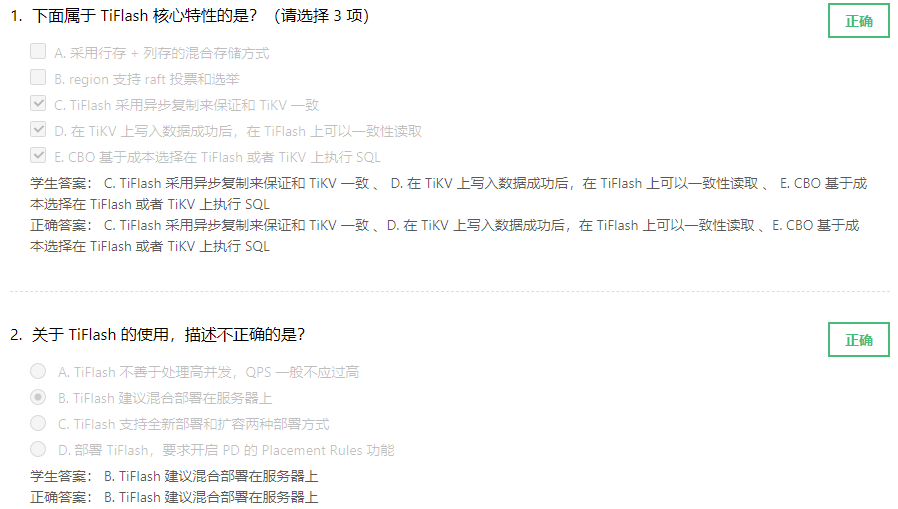 1. 下面属于 TiFlash 核心特性的是？（请选择 3 项）
正确
A. 采用行存 + 列存的混合存储方式
B. region 支持 raft 投票和选举
C. TiFlash 采用异步复制来保证和 TiKV 一致
D. 在 TiKV 上写入数据成功后，在 TiFlash 上可以一致性读取
E. CBO 基于成本选择在 TiFlash 或者 TiKV 上执行 SQL
学生答案： C. TiFlash 采用异步复制来保证和 TiKV 一致 、 D. 在 TiKV 上写入数据成功后，在 TiFlash 上可以一致性读取 、 E. CBO 基于成
本选择在 TiFlash 或者 TiKV 上执行 SQL
正确答案： C. TiFlash 采用异步复制来保证和 TiKV 一致 、D. 在 TiKV 上写入数据成功后，在 TiFlash 上可以一致性读取 、E. CBO 基于成
本选择在 TiFlash 或者 TiKV 上执行 SQL
2. 关于 TiFlash 的使用，描述不正确的是？
正确
A. TiFlash 不善于处理高并发，QPS 一般不应过高
B. TiFlash 建议混合部署在服务器上
C. TiFlash 支持全新部署和扩容两种部署方式
D. 部署 TiFlash，要求开启 PD 的 Placement Rules 功能
学生答案： B. TiFlash 建议混合部署在服务器上
正确答案： B. TiFlash 建议混合部署在服务器上